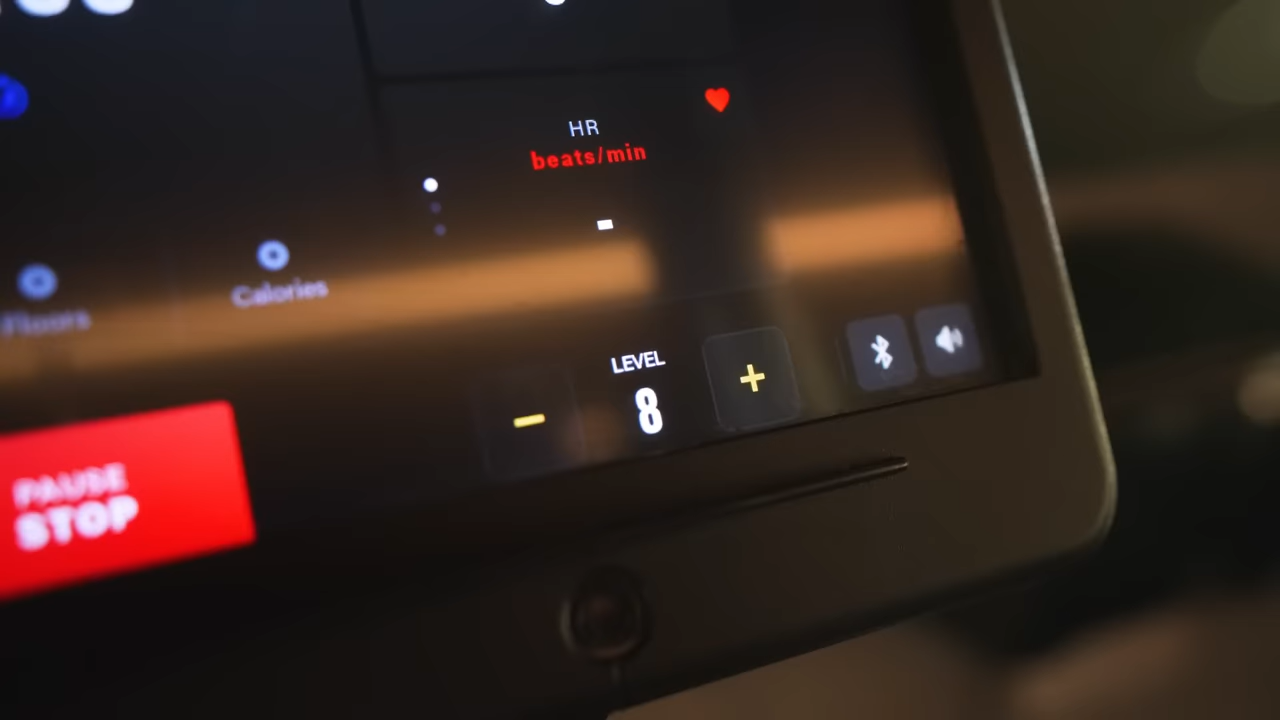 HR
beats/min
-
Calories
Floors
LEVEL
- 8 +
PAUSE
STOP